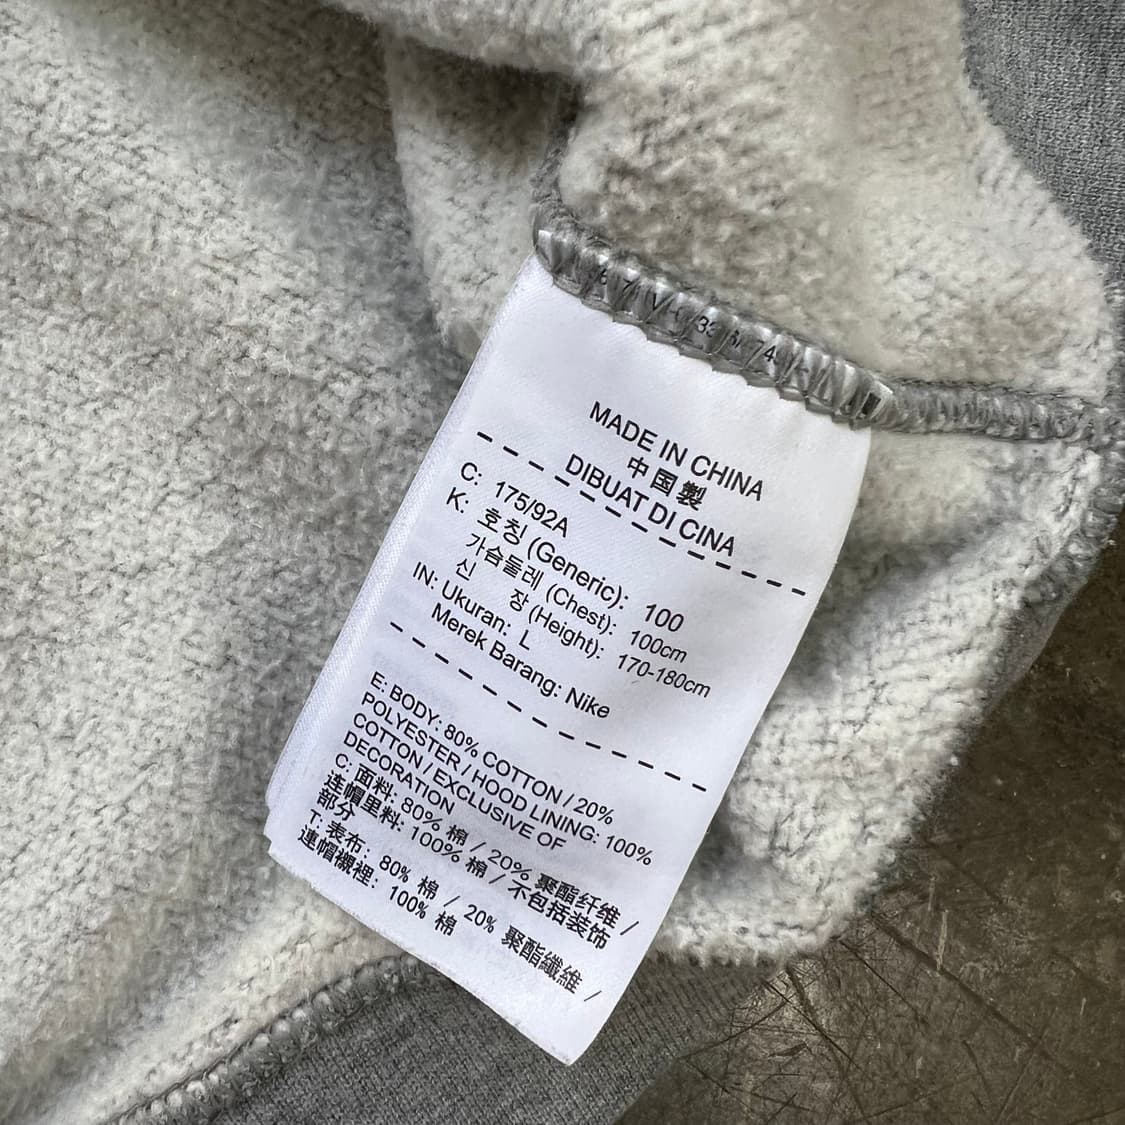 MADE IN CHINA
中国製
DIBUAT DI CINA
C: 175/92A
K: 호칭 (Generic): 100
가슴둘레 (Chest): 100cm
신 장 (Height): 170-180cm
IN: Ukuran: L
Merek Barang: Nike
E: BODY: 80% COTTON / 20%
POLYESTER / HOOD LINING: 100%
COTTON / EXCLUSIVE OF
DECORATION
C: 面料: 80% 棉 / 20% 聚酯纤维 /
连帽里料: 100% 棉 / 不包括装饰
部分
T: 表布: 80% 棉 / 20% 聚酯纖維 /
連帽襯裡: 100% 棉